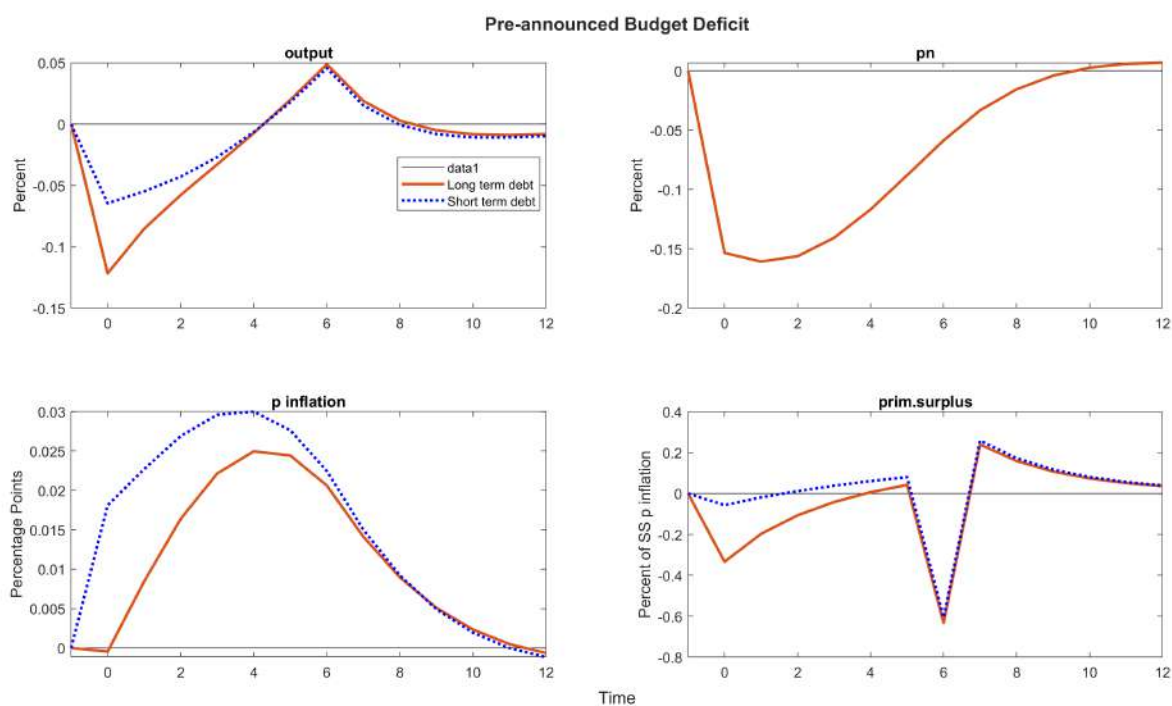 Pre-announced Budget Deficit
output
Percent
0.05
0
-0.05
-0.1
-0.15
0 2 4 6 8 10 12
data1
Long term debt
Short term debt
pn
Percent
0
-0.05
-0.1
-0.15
-0.2
0 2 4 6 8 10 12
p inflation
Percentage Points
0.03
0.025
0.02
0.015
0.01
0.005
0
0 2 4 6 8 10 12
prim.surplus
Percent of SS p inflation
0.4
0.2
0
-0.2
-0.4
-0.6
-0.8
0 2 4 6 8 10 12
Time